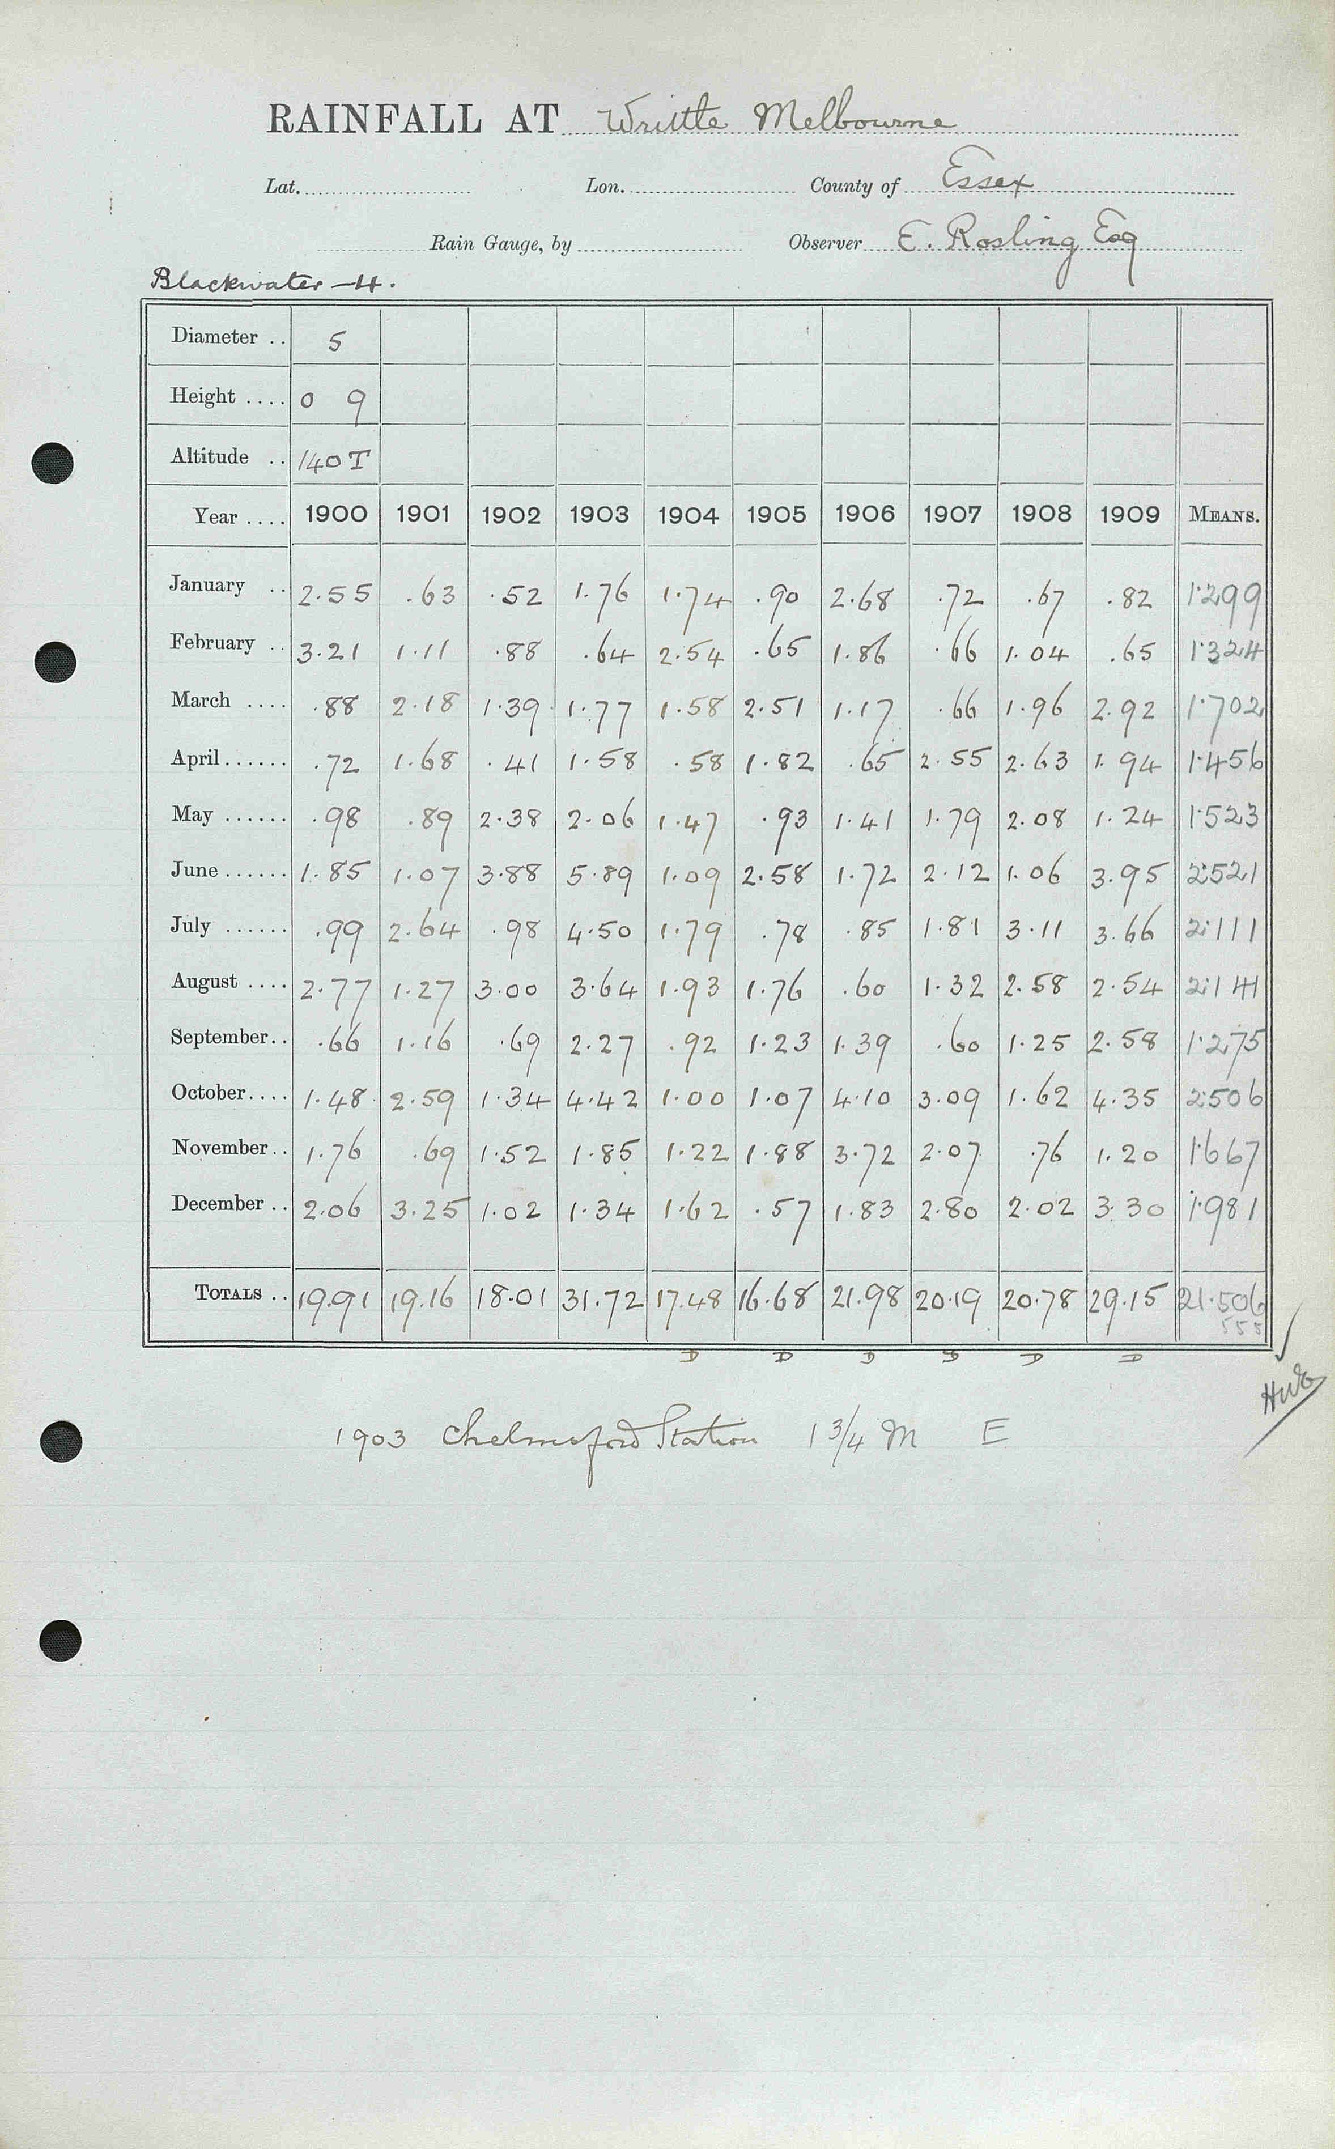 RAINFALL AT Writtle Melbourne
Lat. Lon. County of Essex
Rain Gauge, by Observer E. Rosling Esq
Blackwater - 4.
Diameter .. 5
Height .... 0 9
Altitude .. 140 T
Year .... 1900 1901 1902 1903 1904 1905 1906 1907 1908 1909 MEANS.
January .. 2.55 .63 .52 1.76 1.74 .90 2.68 .72 .67 .82 1.299
February .. 3.21 1.11 .88 .64 2.54 .65 1.86 .66 1.04 .65 1.324
March .... .88 2.18 1.39 1.77 1.58 2.51 1.17 .66 1.96 2.92 1.702
April ...... .72 1.68 .41 1.58 .58 1.82 .65 2.55 2.63 1.94 1.456
May ...... .98 .89 2.38 2.06 1.47 .93 1.41 1.79 2.08 1.24 1.523
June ...... 1.85 1.07 3.88 5.89 1.09 2.58 1.72 2.12 1.06 3.95 2.521
July ...... .99 2.64 .98 4.50 1.79 .78 .85 1.81 3.11 3.66 2.111
August .... 2.77 1.27 3.00 3.64 1.93 1.76 .60 1.32 2.58 2.54 2.141
September .. .66 1.16 .69 2.27 .92 1.23 1.39 .60 1.25 2.58 1.275
October .... 1.48 2.59 1.34 4.42 1.00 1.07 4.10 3.09 1.62 4.35 2.506
November .. 1.76 .69 1.52 1.85 1.22 1.88 3.72 2.07 .76 1.20 1.667
December .. 2.06 3.25 1.02 1.34 1.62 .57 1.83 2.80 2.02 3.30 1.981
TOTALS .. 19.91 19.16 18.01 31.72 17.48 16.68 21.98 20.19 20.78 29.15 21.506
555
D D D D D D
1903 Chelmsford Station 1 3/4 M E